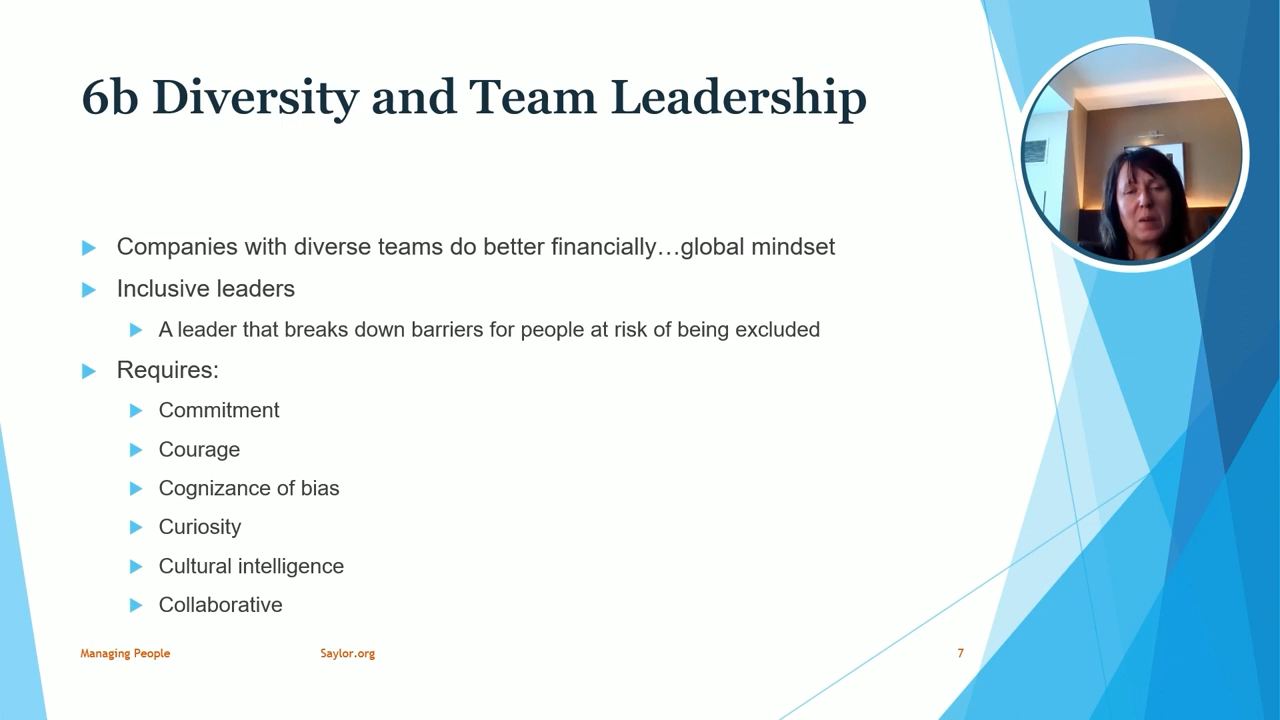 6b Diversity and Team Leadership
Companies with diverse teams do better financially…global mindset
Inclusive leaders
A leader that breaks down barriers for people at risk of being excluded
Requires:
Commitment
Courage
Cognizance of bias
Curiosity
Cultural intelligence
Collaborative
Managing People
Saylor.org
7